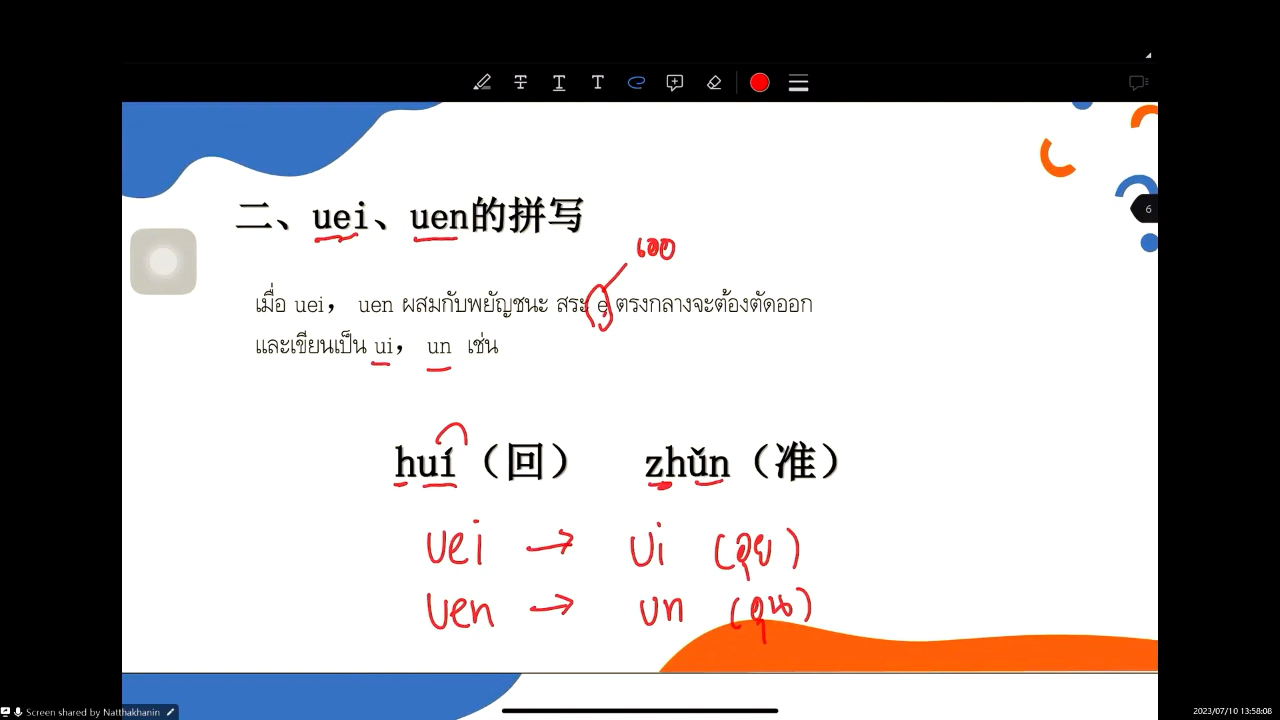 6
二、uei、uen的拼写
เออ
เมื่อ uei， uen ผสมกับพยัญชนะ สระ e ตรงกลางจะต้องตัดออก
และเขียนเป็น ui， un เช่น
huí（回） zhǔn（准）
uei → ui (อุย)
uen → un (อุน)
Screen shared by Natthakhanin
2023/07/10 13:58:08